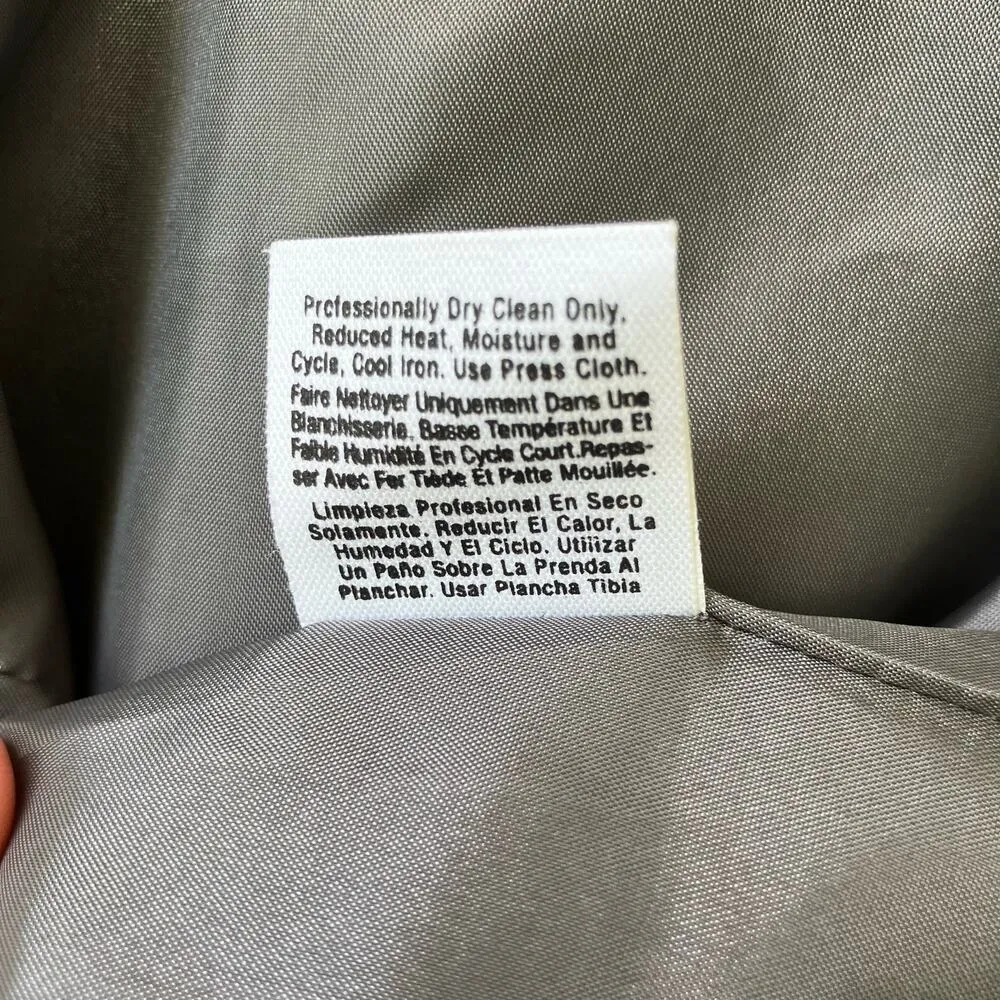 Professionally Dry Clean Only,
Reduced Heat, Moisture and
Cycle, Cool Iron. Use Press Cloth.
Faire Nettoyer Uniquement Dans Une
Blanchisserie. Basse Température Et
Faible Humidité En Cycle Court.Repas-
ser Avec Fer Tiède Et Patte Mouillée.
Limpieza Profesional En Seco
Solamente. Reducir El Calor, La
Humedad Y El Ciclo. Utilizar
Un Paño Sobre La Prenda Al
Planchar. Usar Plancha Tibia